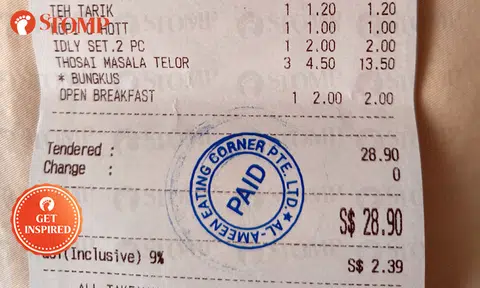 STOMP
TEH TARIK 1 1.20 1.20
KOPI O HOTT 1 1.00 1.00
IDLY SET.2 PC 1 2.00 2.00
THOSAI MASALA TELOR 3 4.50 13.50
* BUNGKUS
OPEN BREAKFAST 1 2.00 2.00
Tendered : 28.90
Change : 0
AL-AMEEN EATING CORNER PTE. LTD
PAID
S$ 28.90
GET
INSPIRED
(Inclusive) 9% S$ 2.39